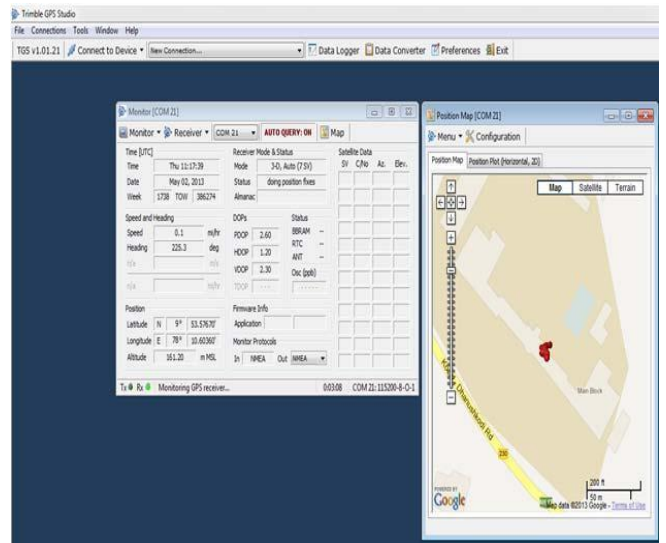 Trimble GPS Studio
File Connections Tools Window Help
TGS v1.01.21 Connect to Device New Connection... Data Logger Data Converter Preferences Exit
Monitor [COM 21]
Monitor Receiver COM 21 AUTO QUERY: ON Map
Time [UTC]
Time Thu 11:17:39
Date May 02, 2013
Week 1738 TOW 386274
Receiver Mode & Status
Mode 3-D, Auto (7 SV)
Status doing position fixes
Almanac
Satellite Data
SV C/No Az. Elev.
Speed and Heading
Speed 0.1 mi/hr
Heading 225.3 deg
n/a m/s
n/a mi/hr
DOPs
PDOP 2.60
HDOP 1.20
VDOP 2.30
TDOP ---
Status
BBRAM --
RTC --
ANT --
Osc (ppb)
-----
Position
Latitude N 9° 53.57670'
Longitude E 78° 10.60360'
Altitude 161.20 m MSL
Firmware Info
Application
Monitor Protocols
In NMEA Out NMEA
Tx Rx Monitoring GPS receiver... 0:03:08 COM 21: 115200-8-O-1
Position Map [COM 21]
Menu Configuration
Position Map Position Plot (Horizontal, 2D)
Map Satellite Terrain
Main Block
Dhanushkodi Rd
200 ft
50 m
POWERED BY
Google
Map data ©2013 Google - Terms of Use